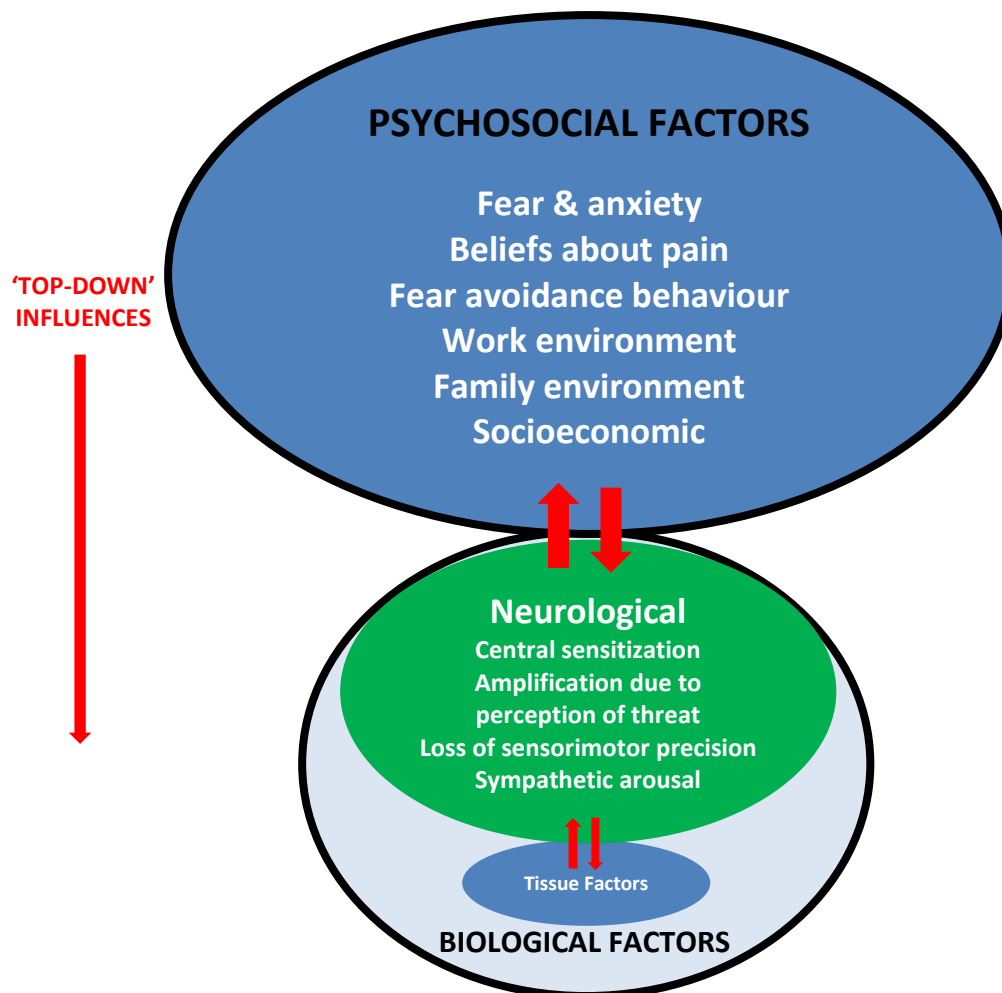 PSYCHOSOCIAL FACTORS
Fear & anxiety
Beliefs about pain
Fear avoidance behaviour
Work environment
Family environment
Socioeconomic
‘TOP-DOWN’
INFLUENCES
Neurological
Central sensitization
Amplification due to
perception of threat
Loss of sensorimotor precision
Sympathetic arousal
Tissue Factors
BIOLOGICAL FACTORS